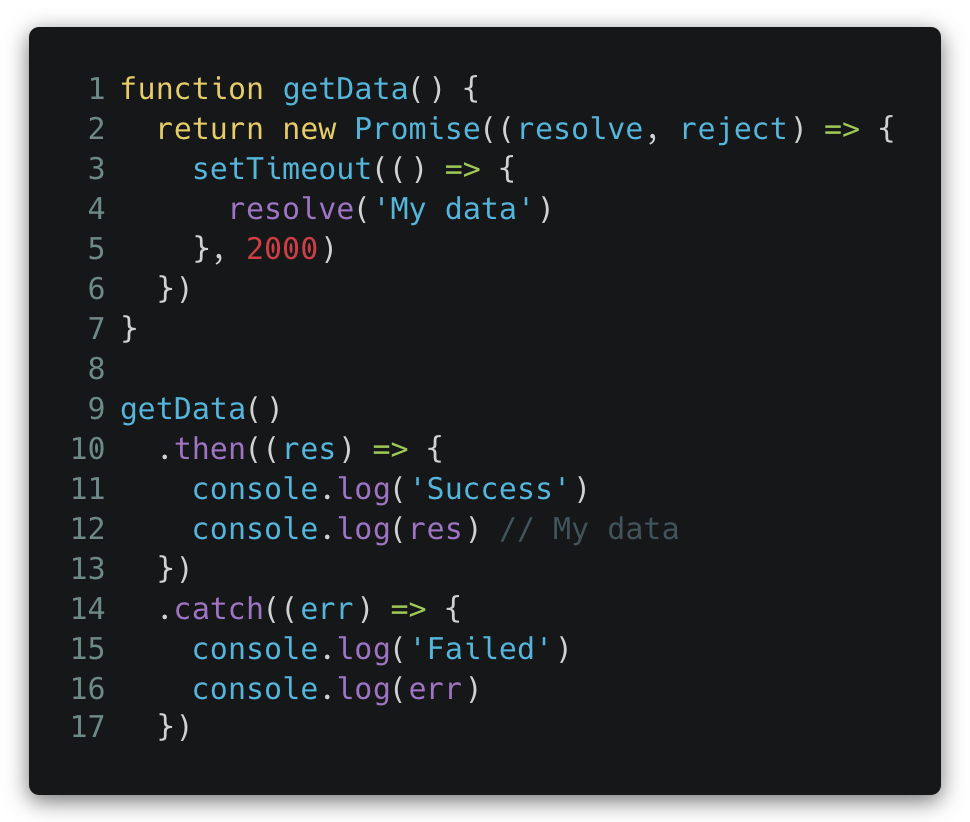 1 function getData() {
2   return new Promise((resolve, reject) => {
3     setTimeout(() => {
4       resolve('My data')
5     }, 2000)
6   })
7 }
8
9 getData()
10   .then((res) => {
11     console.log('Success')
12     console.log(res) // My data
13   })
14   .catch((err) => {
15     console.log('Failed')
16     console.log(err)
17   })